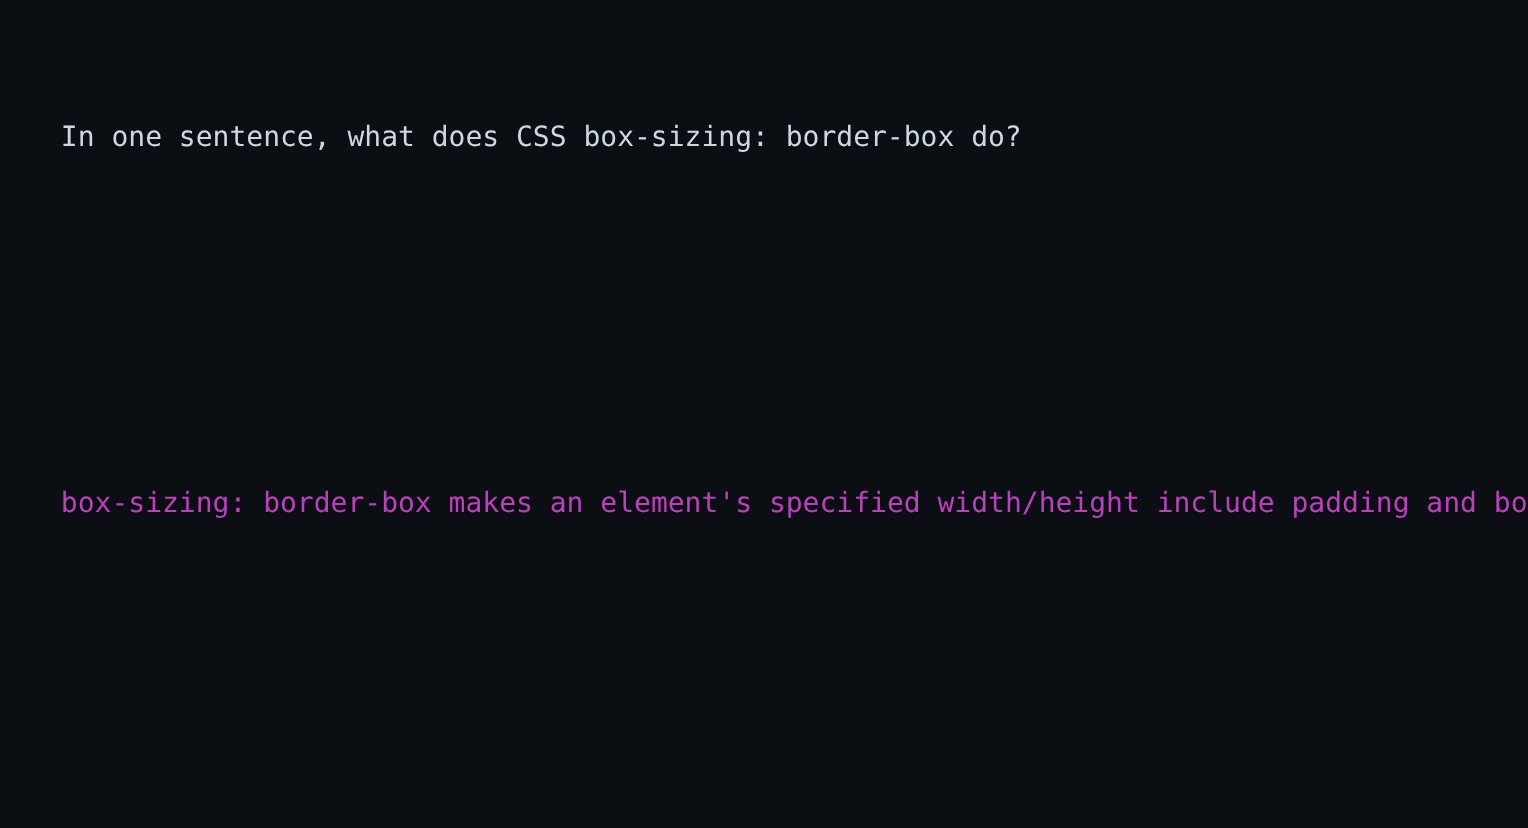 In one sentence, what does CSS box-sizing: border-box do?
box-sizing: border-box makes an element's specified width/height include padding and bo